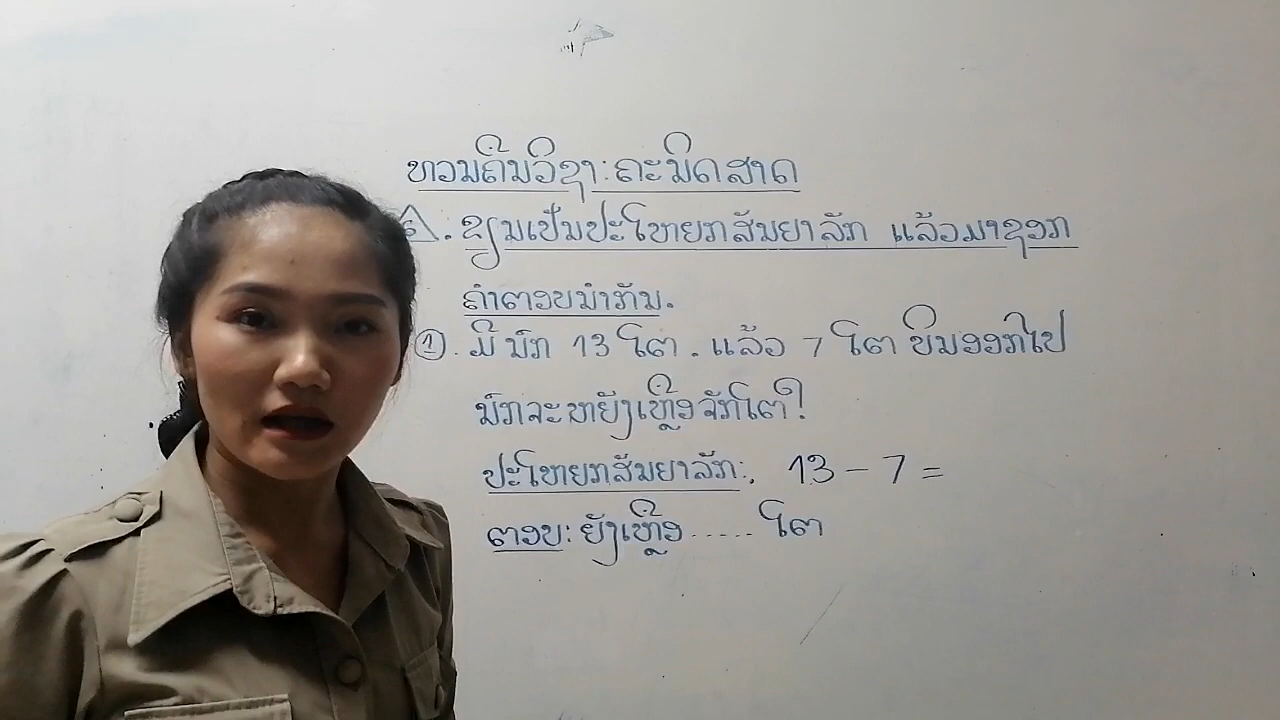 ທວນຄືນວິຊາ: ຄະນິດສາດ
. ຂຽນເປັນປະໂຫຍກສັນຍາລັກ ແລ້ວມາຊອກ
ຄຳຕອບນຳກັນ.
1. ມີ ນົກ 13 ໂຕ. ແລ້ວ 7 ໂຕ ບິນອອກໄປ
ນົກຈະຫຍັງເຫຼືອຈັກໂຕ?
ປະໂຫຍກສັນຍາລັກ: 13 - 7 =
ຕອບ: ຍັງເຫຼືອ ..... ໂຕ